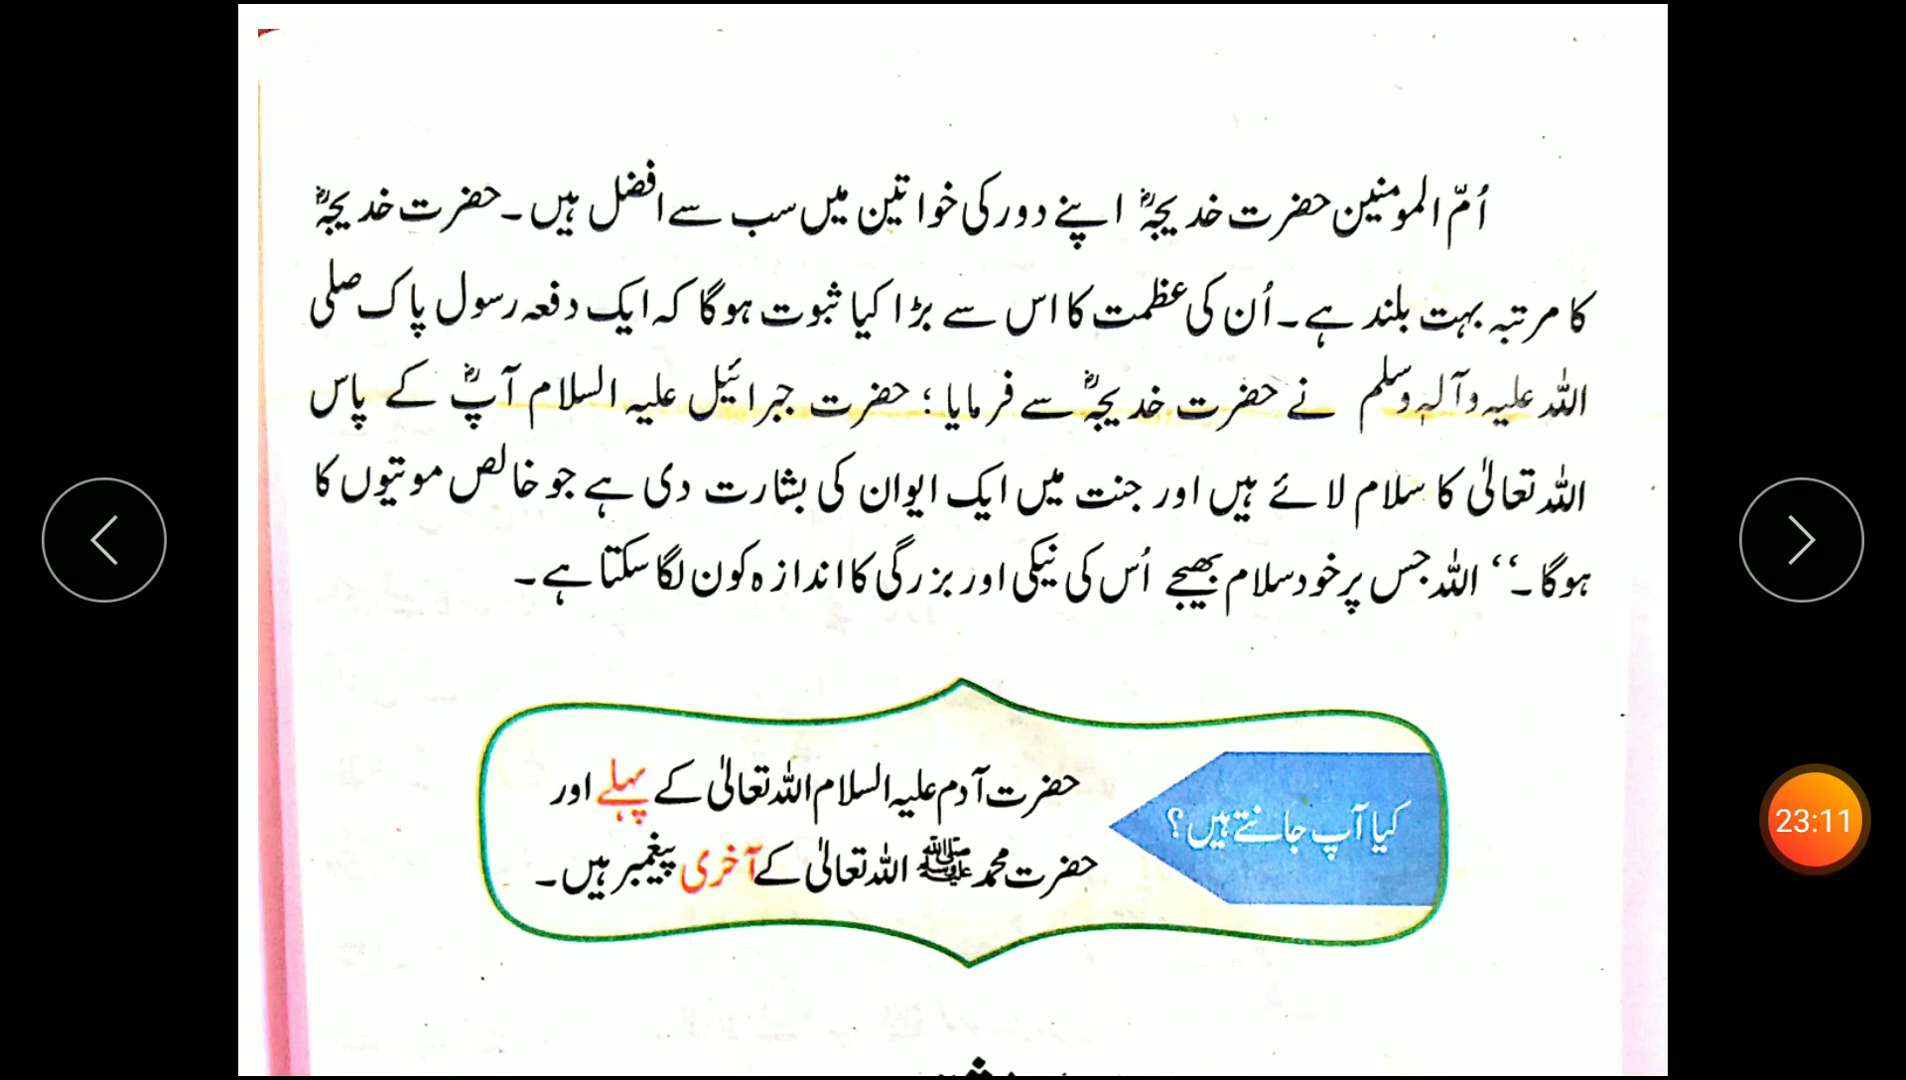 اُمّ المومنین حضرت خدیجہؓ اپنے دور کی خواتین میں سب سے افضل ہیں۔ حضرت خدیجہؓ
کا مرتبہ بہت بلند ہے۔ اُن کی عظمت کا اس سے بڑا کیا ثبوت ہوگا کہ ایک دفعہ رسول پاک صلی
اللہ علیہ وآلہٖ وسلم نے حضرت خدیجہؓ سے فرمایا؛ حضرت جبرائیل علیہ السلام آپؓ کے پاس
اللہ تعالیٰ کا سلام لائے ہیں اور جنت میں ایک ایوان کی بشارت دی ہے جو خالص موتیوں کا
ہوگا۔‘‘ اللہ جس پر خود سلام بھیجے اُس کی نیکی اور بزرگی کا اندازہ کون لگا سکتا ہے۔
کیا آپ جانتے ہیں؟
حضرت آدم علیہ السلام اللہ تعالیٰ کے پہلے اور
حضرت محمد ﷺ اللہ تعالیٰ کے آخری پیغمبر ہیں۔
23:11